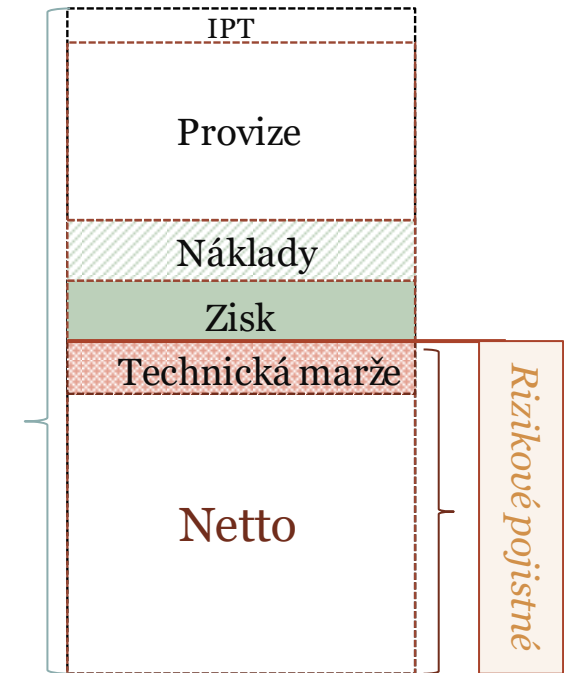 IPT
Provize
Náklady
Zisk
Technická marže
Netto
Rizikové pojistné